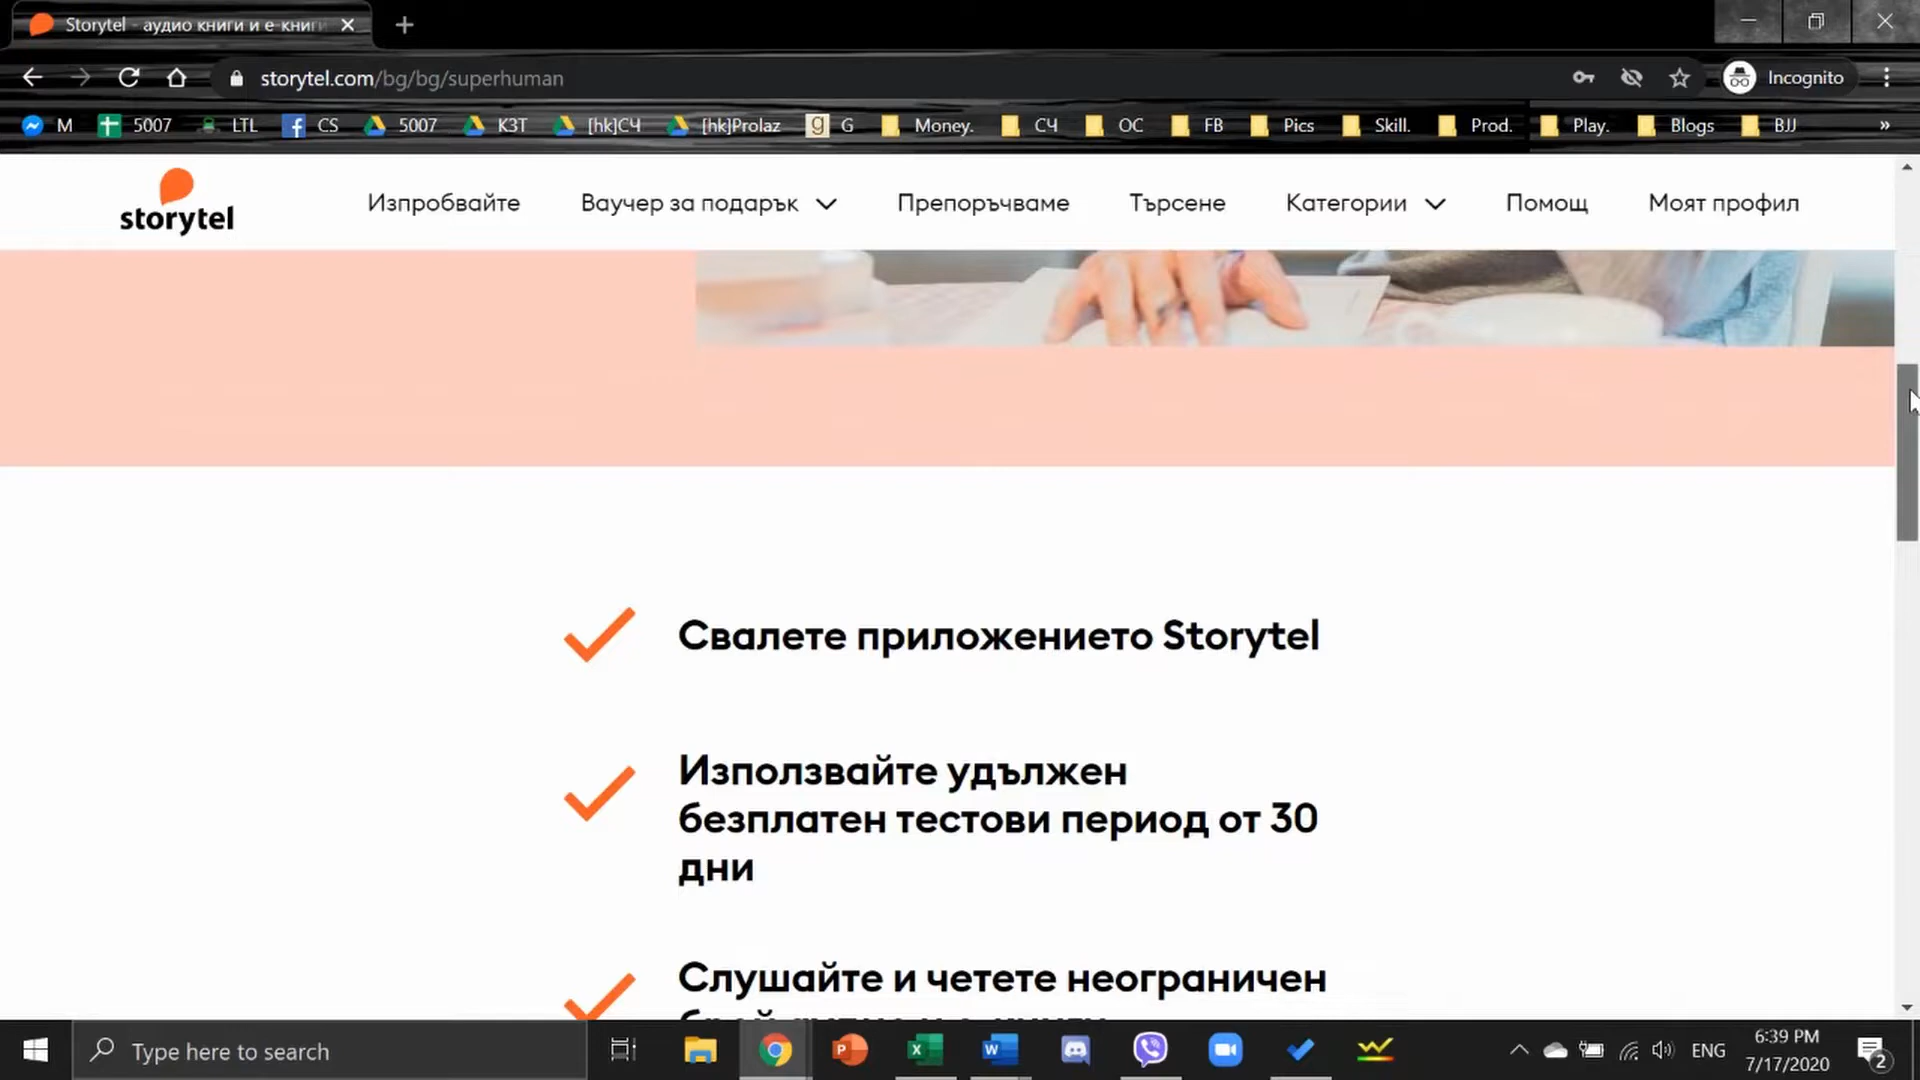 Storytel - аудио книги и е-книги
storytel.com/bg/bg/superhuman
Incognito
M 5007 LTL CS 5007 КЗТ [hk]СЧ [hk]Prolaz G Money. СЧ OC FB Pics Skill. Prod. Play. Blogs BJJ »
storytel
Изпробвайте Ваучер за подарък Препоръчваме Търсене Категории Помощ Моят профил
Свалете приложението Storytel
Използвайте удължен
безплатен тестови период от 30
дни
Слушайте и четете неограничен
Type here to search
ENG
6:39 PM
7/17/2020
2